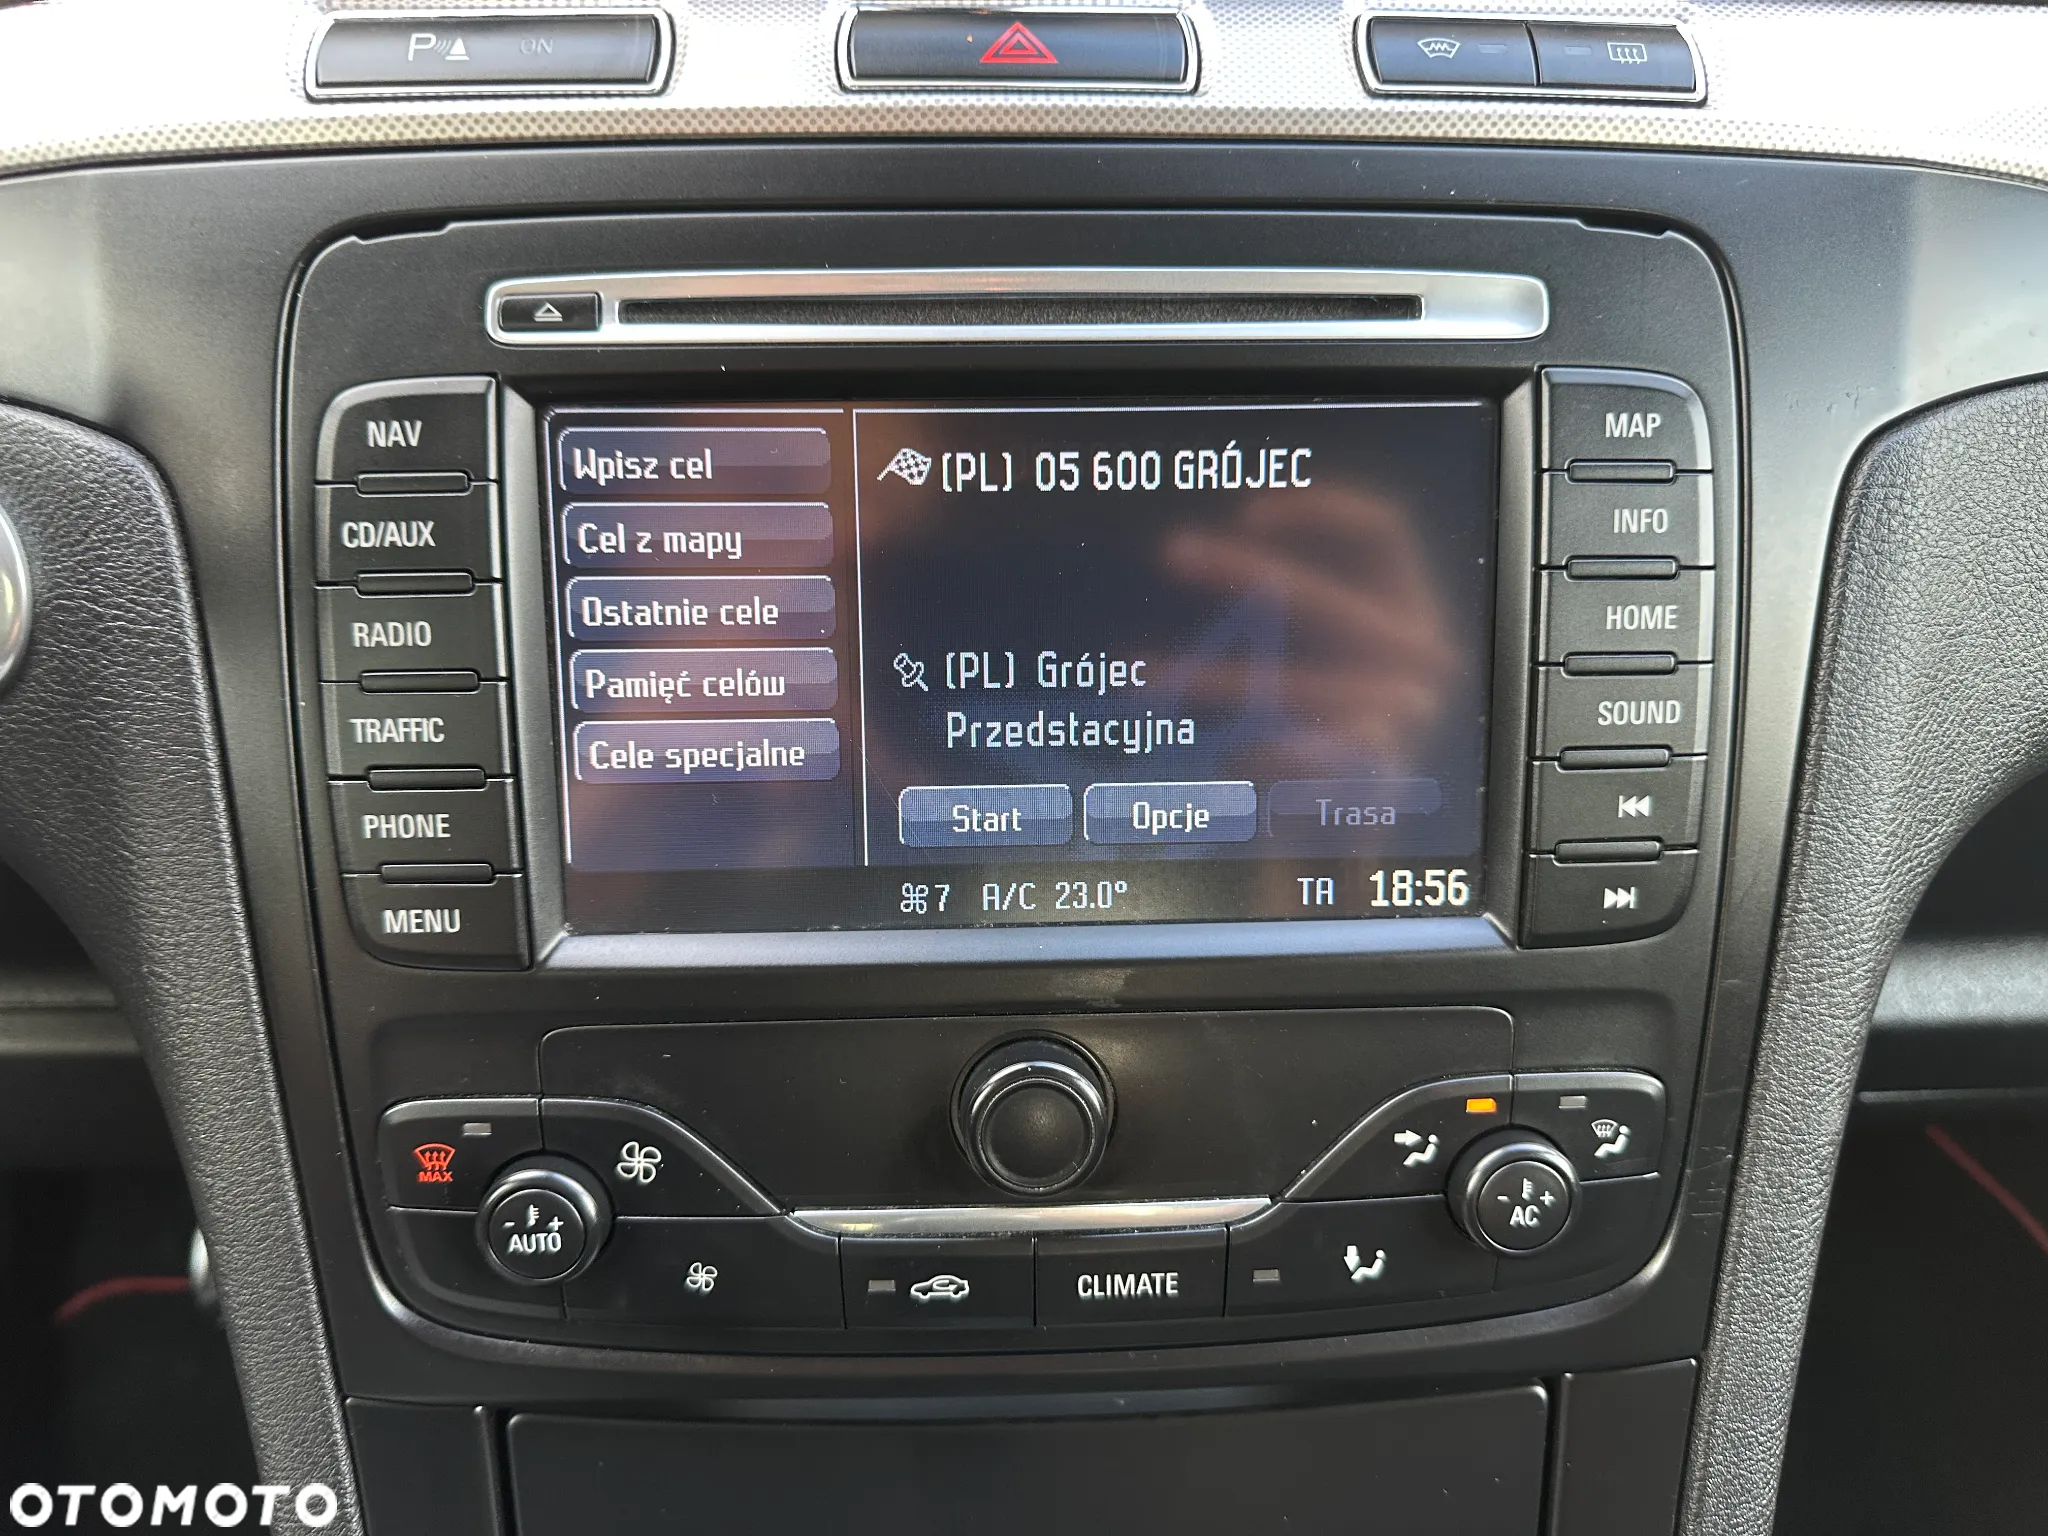 P ON
NAV
CD/AUX
RADIO
TRAFFIC
PHONE
MENU
Wpisz cel
Cel z mapy
Ostatnie cele
Pamięć celów
Cele specjalne
(PL) 05 600 GRÓJEC
(PL) Grójec
Przedstacyjna
Start Opcje Trasa
7 A/C 23.0° TA 18:56
MAP
INFO
HOME
SOUND
MAX
- +
AUTO
CLIMATE
- +
AC
OTOMOTO